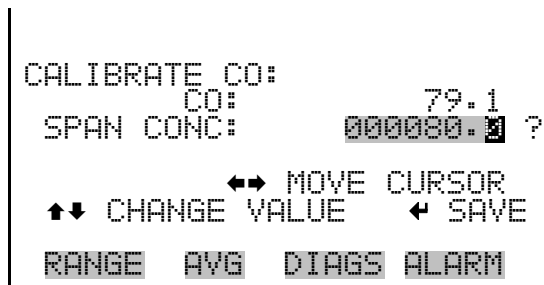 CALIBRATE CO:
CO: 79.1
SPAN CONC: 000080.0 ?
⬅➡ MOVE CURSOR
⬆⬇ CHANGE VALUE ↵ SAVE
RANGE AVG DIAGS ALARM